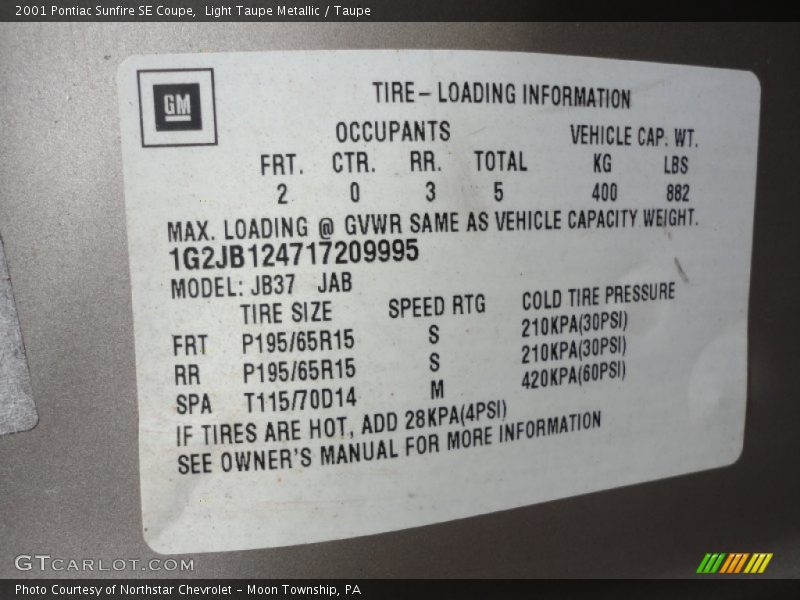 2001 Pontiac Sunfire SE Coupe,  Light Taupe Metallic / Taupe
GM
TIRE– LOADING INFORMATION
OCCUPANTS VEHICLE CAP. WT.
FRT. CTR. RR. TOTAL KG LBS
2 0 3 5 400 882
MAX. LOADING @ GVWR SAME AS VEHICLE CAPACITY WEIGHT.
1G2JB124717209995
MODEL: JB37 JAB
TIRE SIZE SPEED RTG COLD TIRE PRESSURE
FRT P195/65R15 S 210KPA(30PSI)
RR P195/65R15 S 210KPA(30PSI)
SPA T115/70D14 M 420KPA(60PSI)
IF TIRES ARE HOT, ADD 28KPA(4PSI)
SEE OWNER'S MANUAL FOR MORE INFORMATION
GTCARLOT.COM
Photo Courtesy of Northstar Chevrolet – Moon Township, PA